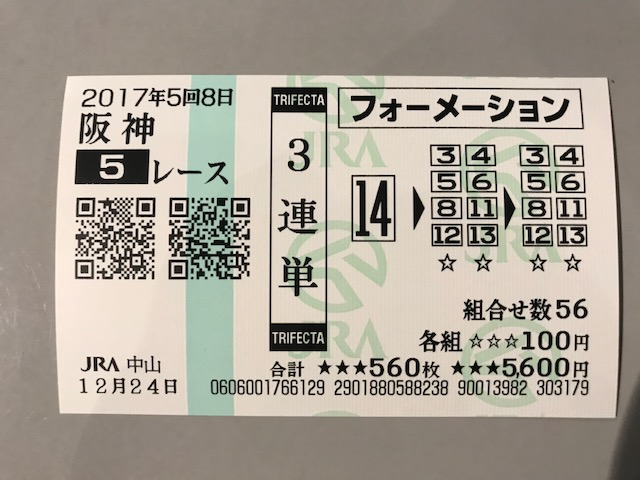 2017年5回8日
阪神
5レース
TRIFECTA
3連単
TRIFECTA
フォーメーション
14
3 4 3 4
5 6 5 6
8 11 8 11
12 13 12 13
☆ ☆ ☆ ☆
組合せ数56
各組 ☆☆☆100円
合計 ★★★560枚 ★★★5,600円
JRA 中山
12月24日
0606001766129 2901880588238 90013982 303179
JRA
JRA
JRA